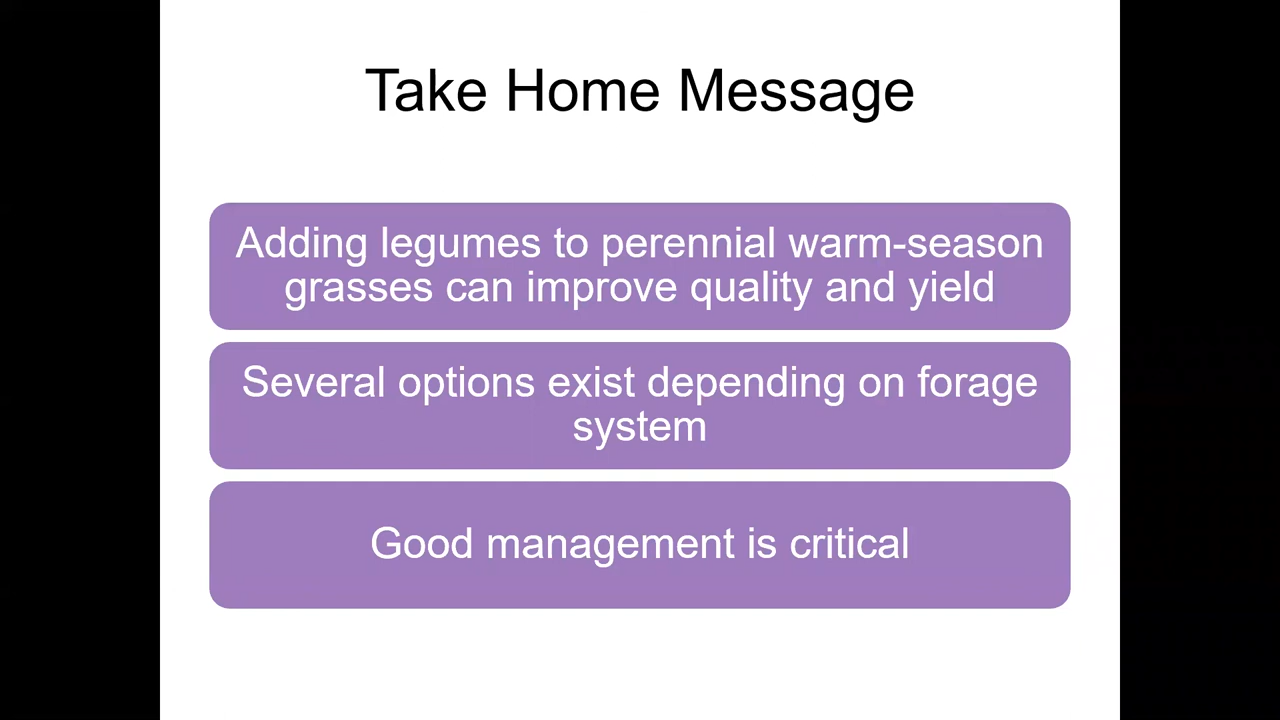 Take Home Message
Adding legumes to perennial warm-season
grasses can improve quality and yield
Several options exist depending on forage
system
Good management is critical